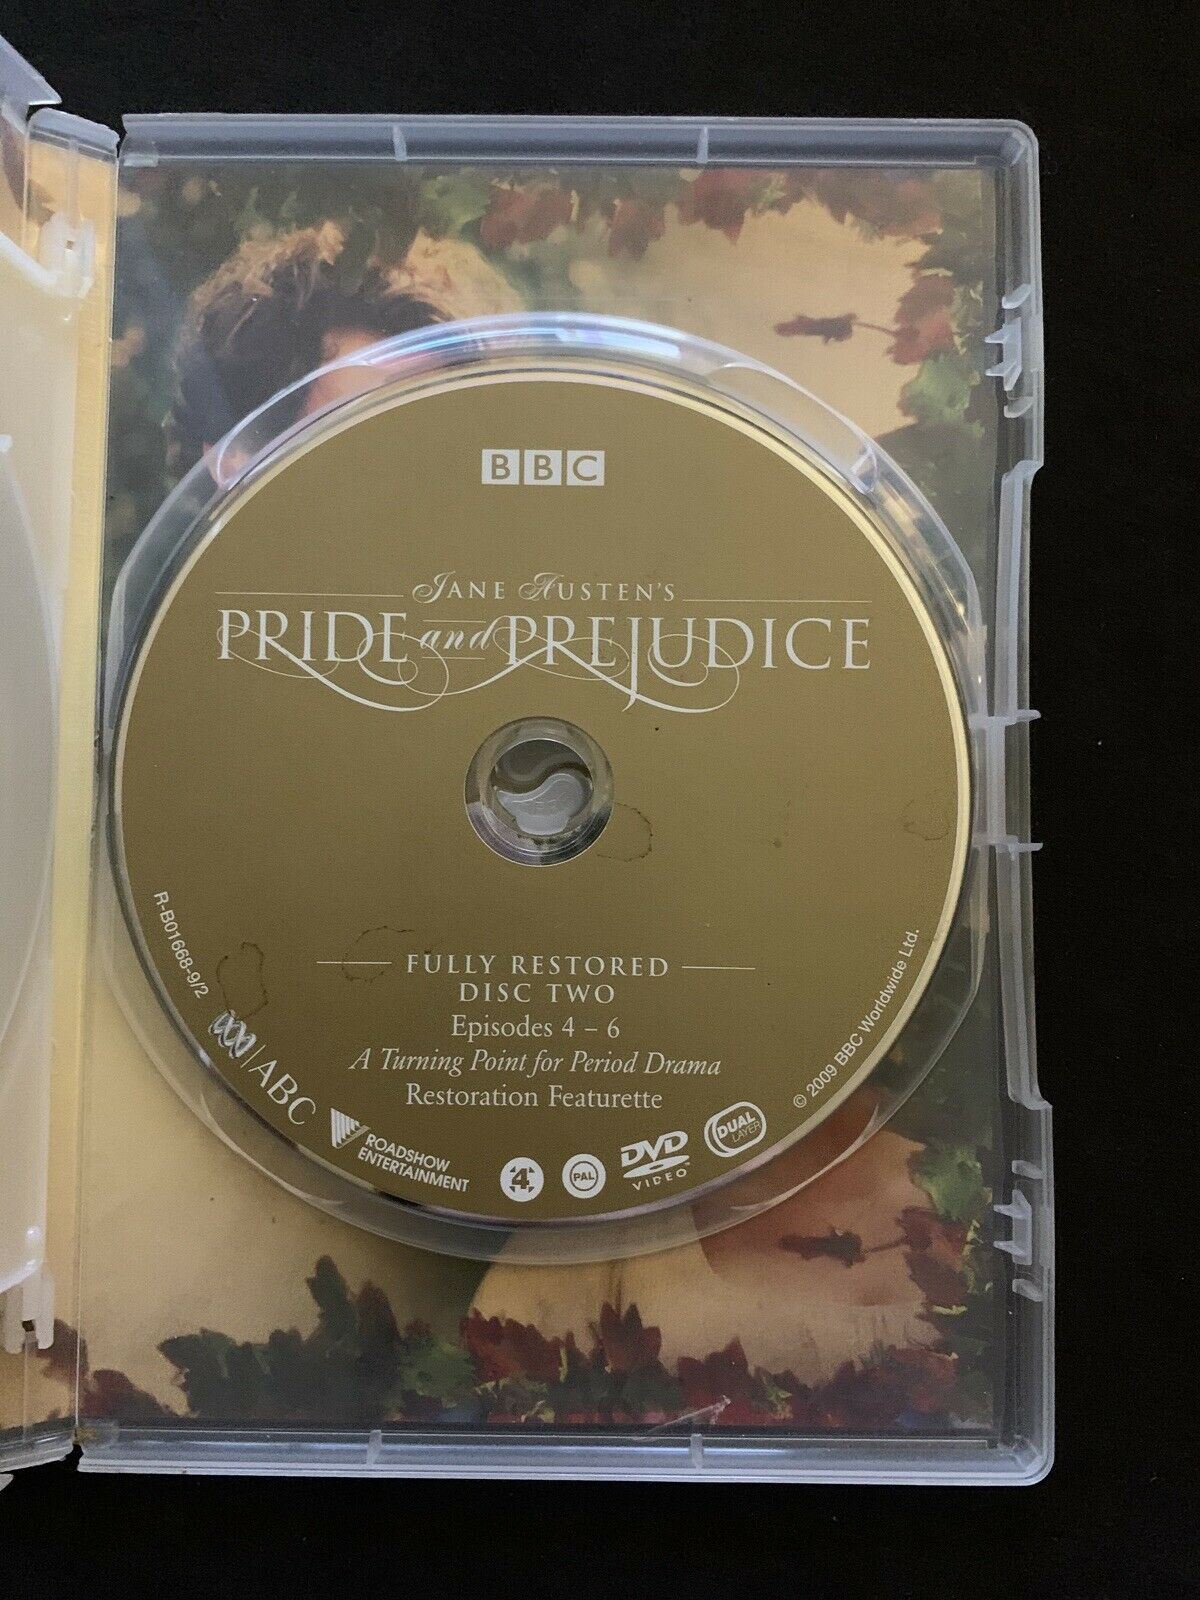 BBC
JANE AUSTEN'S
PRIDE and PREJUDICE
FULLY RESTORED
DISC TWO
Episodes 4 – 6
A Turning Point for Period Drama
Restoration Featurette
R-B01668-9/2
ABC
ROADSHOW
ENTERTAINMENT
4
PAL
DVD
VIDEO
DUAL
LAYER
© 2009 BBC Worldwide Ltd.